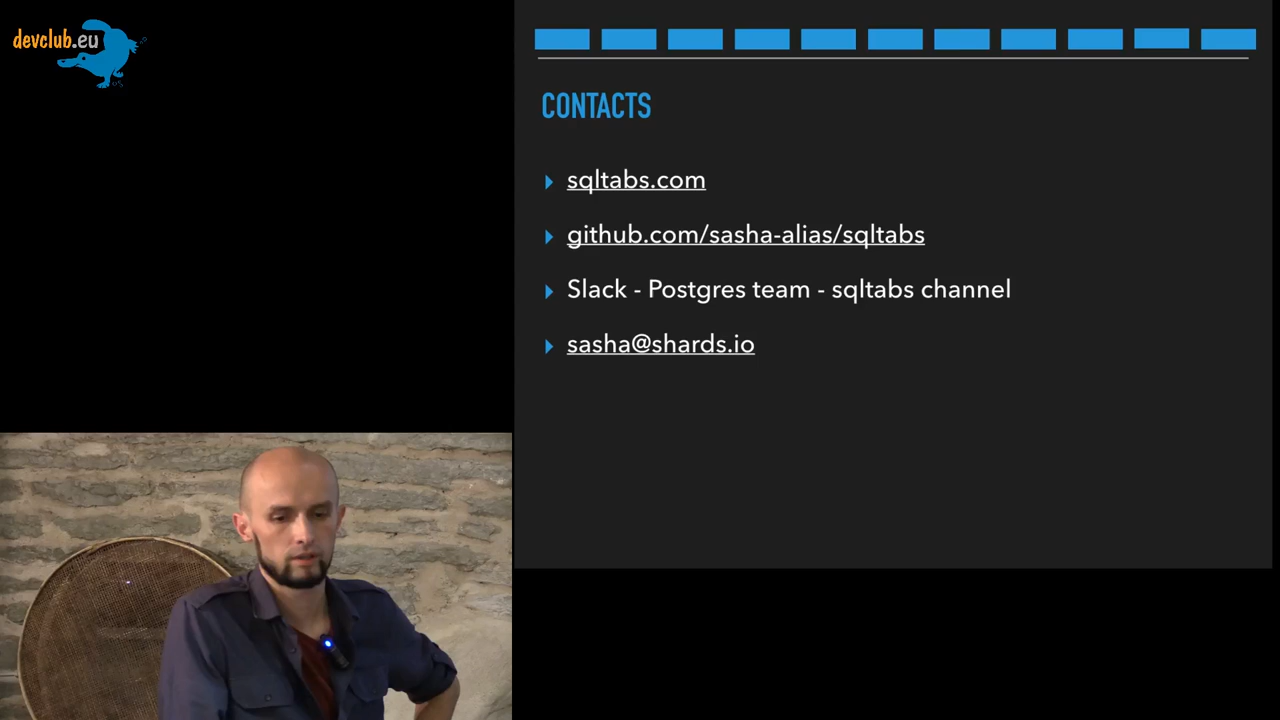 devclub.eu
CONTACTS
sqltabs.com
github.com/sasha-alias/sqltabs
Slack - Postgres team - sqltabs channel
sasha@shards.io